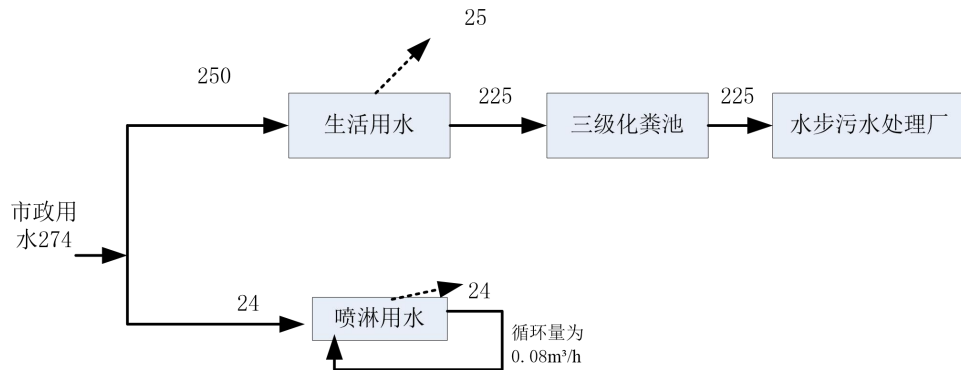 25
250
225
225
生活用水
三级化粪池
水步污水处理厂
市政用
水274
24
24
喷淋用水
循环量为
0.08m³/h